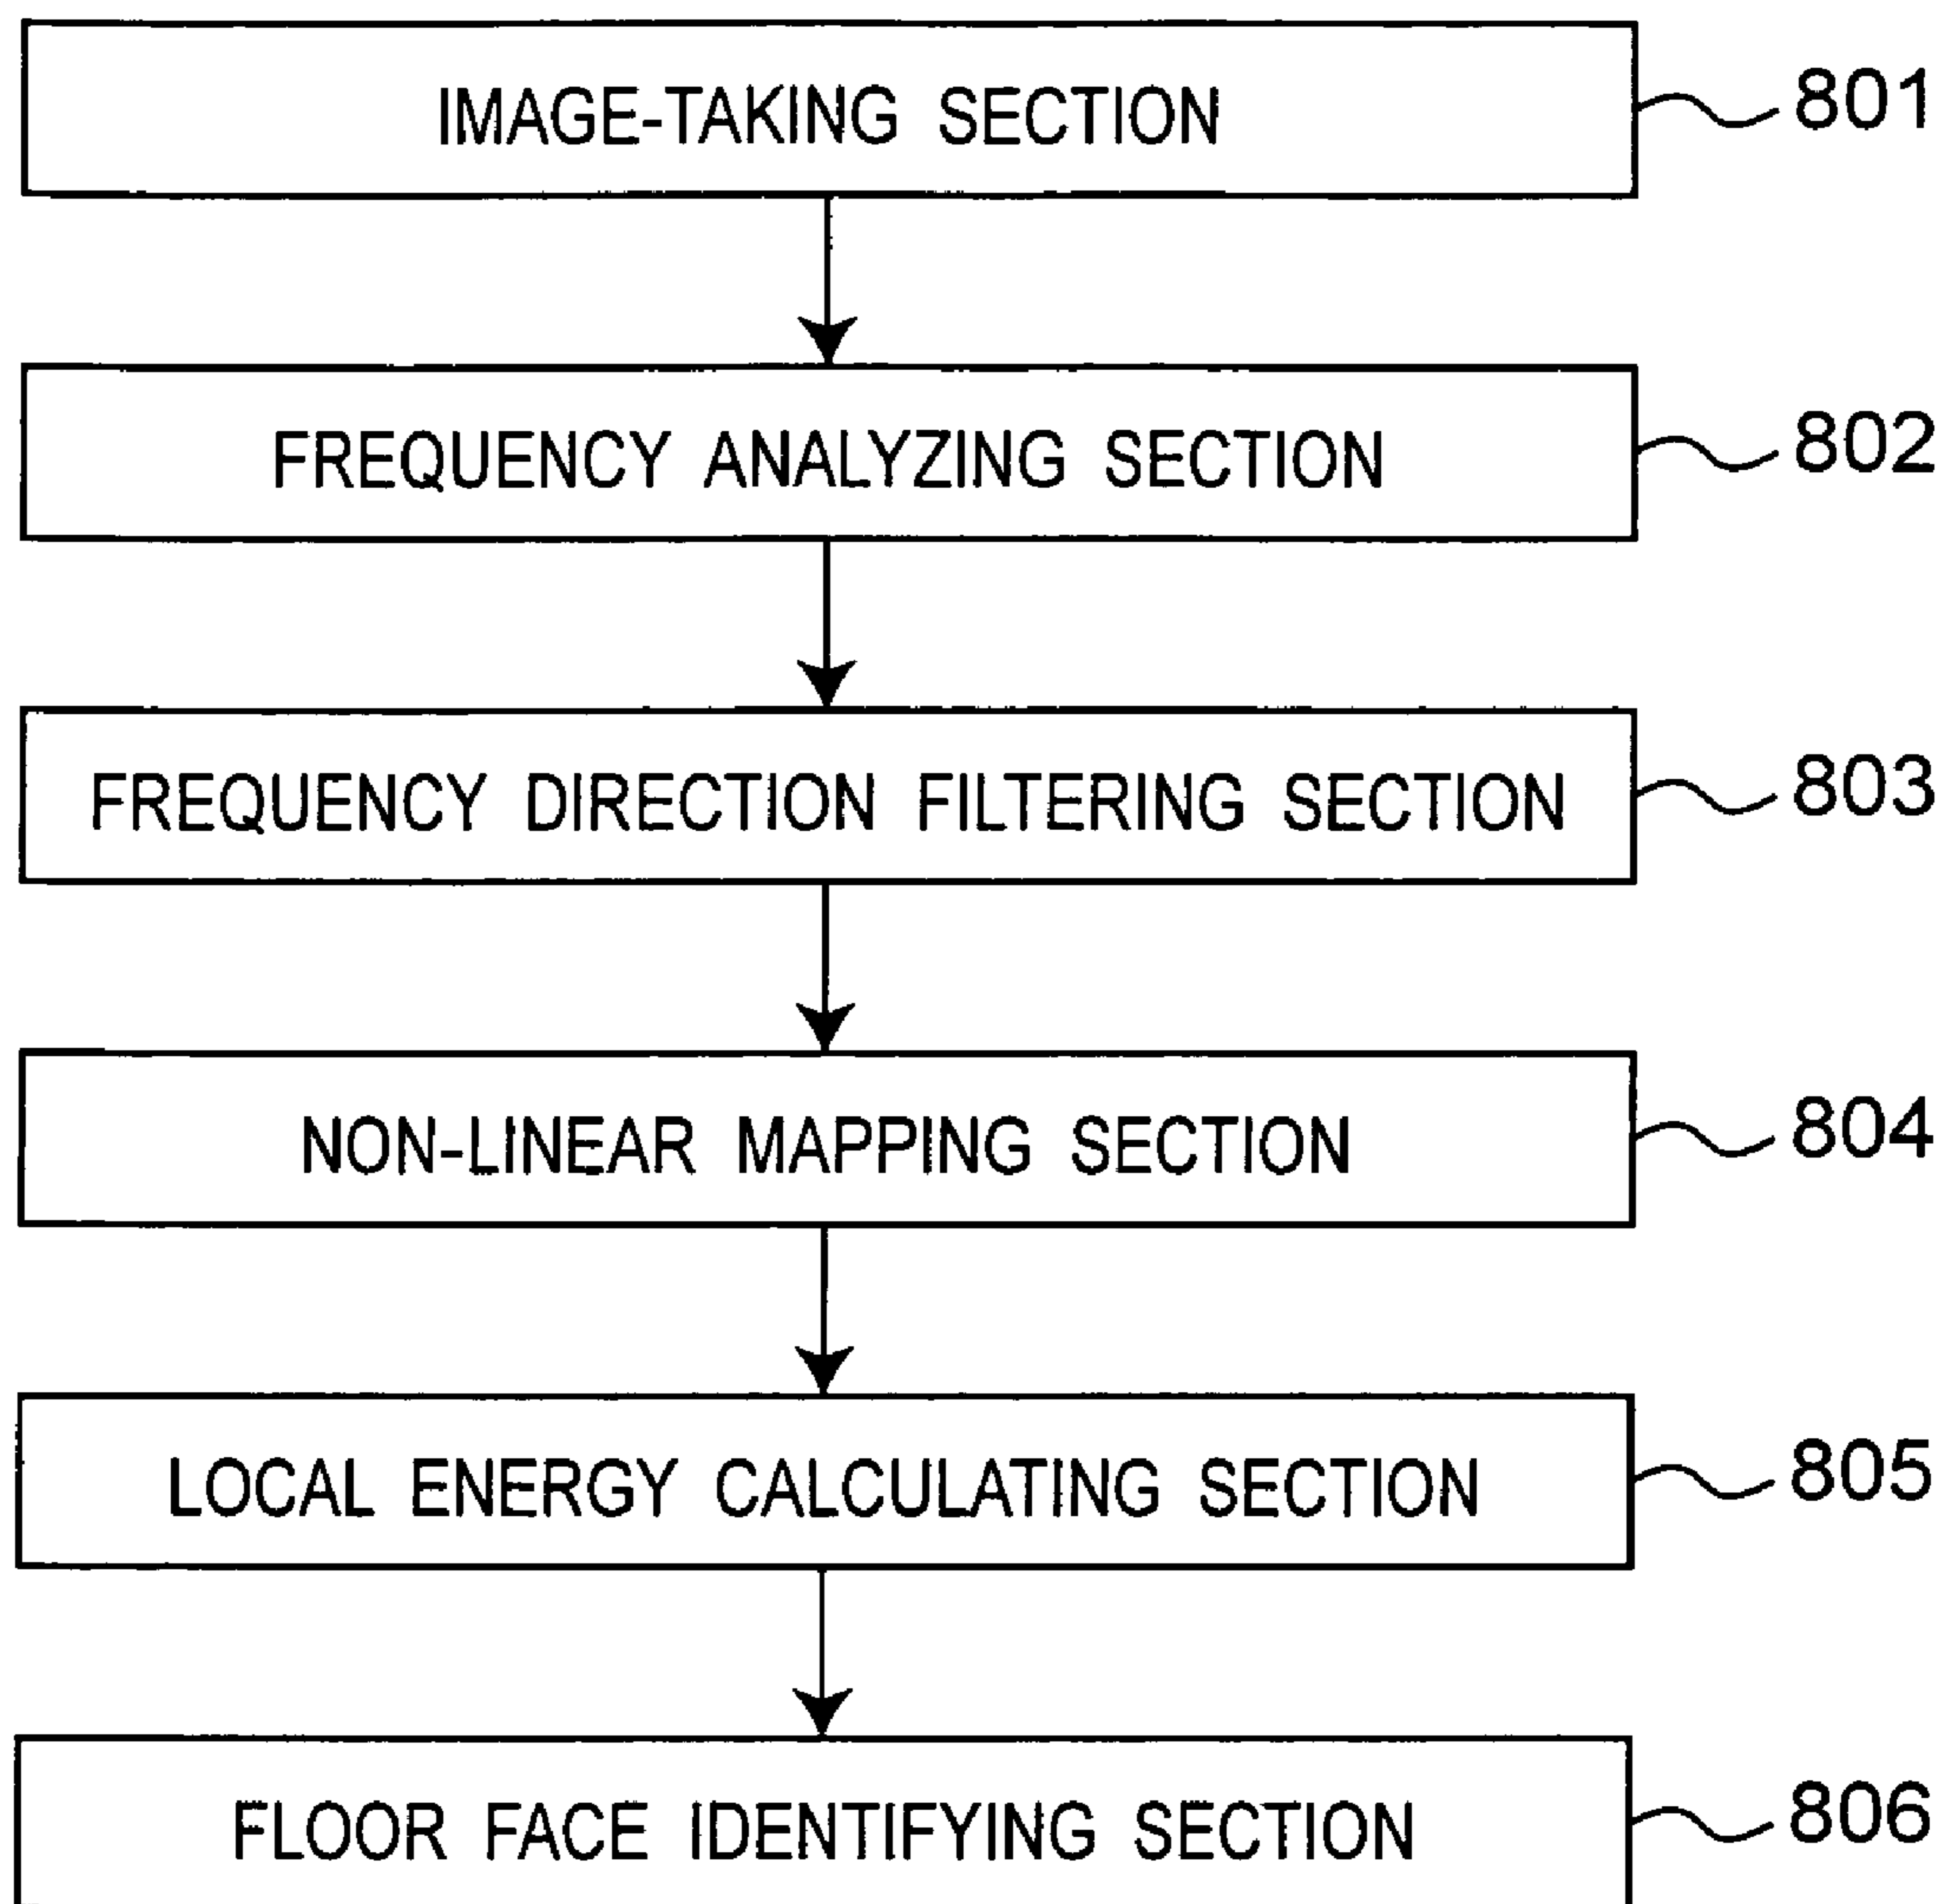 IMAGE-TAKING SECTION 801
FREQUENCY ANALYZING SECTION 802
FREQUENCY DIRECTION FILTERING SECTION 803
NON-LINEAR MAPPING SECTION 804
LOCAL ENERGY CALCULATING SECTION 805
FLOOR FACE IDENTIFYING SECTION 806